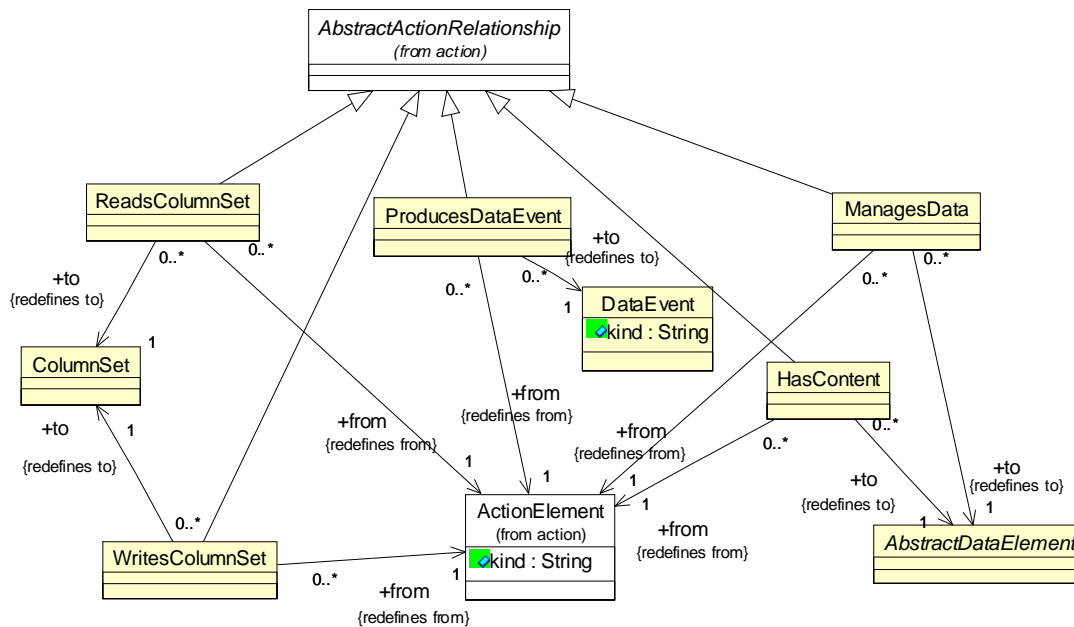 AbstractActionRelationship
(from action)
ReadsColumnSet
ProducesDataEvent
ManagesData
0..*
0..*
+to
{redefines to}
0..*
0..*
+to
{redefines to}
0..*
0..*
1
DataEvent
kind : String
1
ColumnSet
HasContent
+to
1
{redefines to}
+from
{redefines from}
+from
{redefines from}
+from
{redefines from}
0..*
0..*
+to
{redefines to}
+to
{redefines to}
1
1
1
1
1
1
ActionElement
(from action)
kind : String
+from
{redefines from}
AbstractDataElement
0..*
WritesColumnSet
0..*
1
+from
{redefines from}